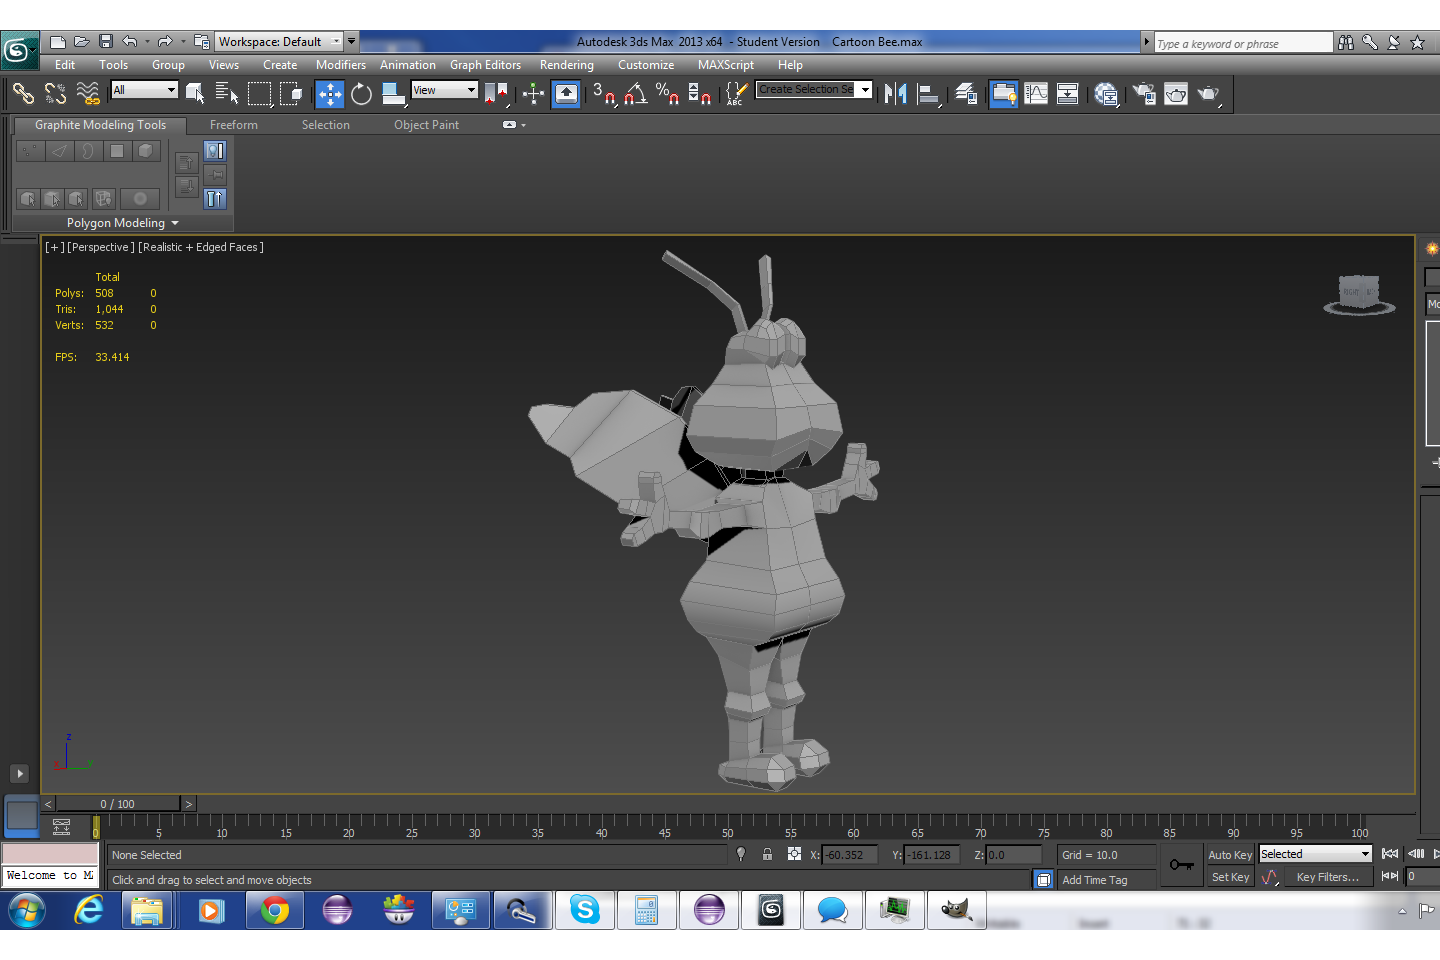 Workspace: Default
Autodesk 3ds Max 2013 x64 - Student Version Cartoon Bee.max
Type a keyword or phrase
Edit Tools Group Views Create Modifiers Animation Graph Editors Rendering Customize MAXScript Help
All
View
3
%
ABC
Create Selection Se
Graphite Modeling Tools Freeform Selection Object Paint
Polygon Modeling
[+] [Perspective] [Realistic + Edged Faces]
Total
Polys: 508 0
Tris: 1,044 0
Verts: 532 0
FPS: 33.414
Mo
z
x y
< 0 / 100 >
0 5 10 15 20 25 30 35 40 45 50 55 60 65 70 75 80 85 90 95 100
None Selected X: -60.352 Y: -161.128 Z: 0.0 Grid = 10.0 Auto Key Selected
Welcome to M
Click and drag to select and move objects Add Time Tag Set Key Key Filters... 0